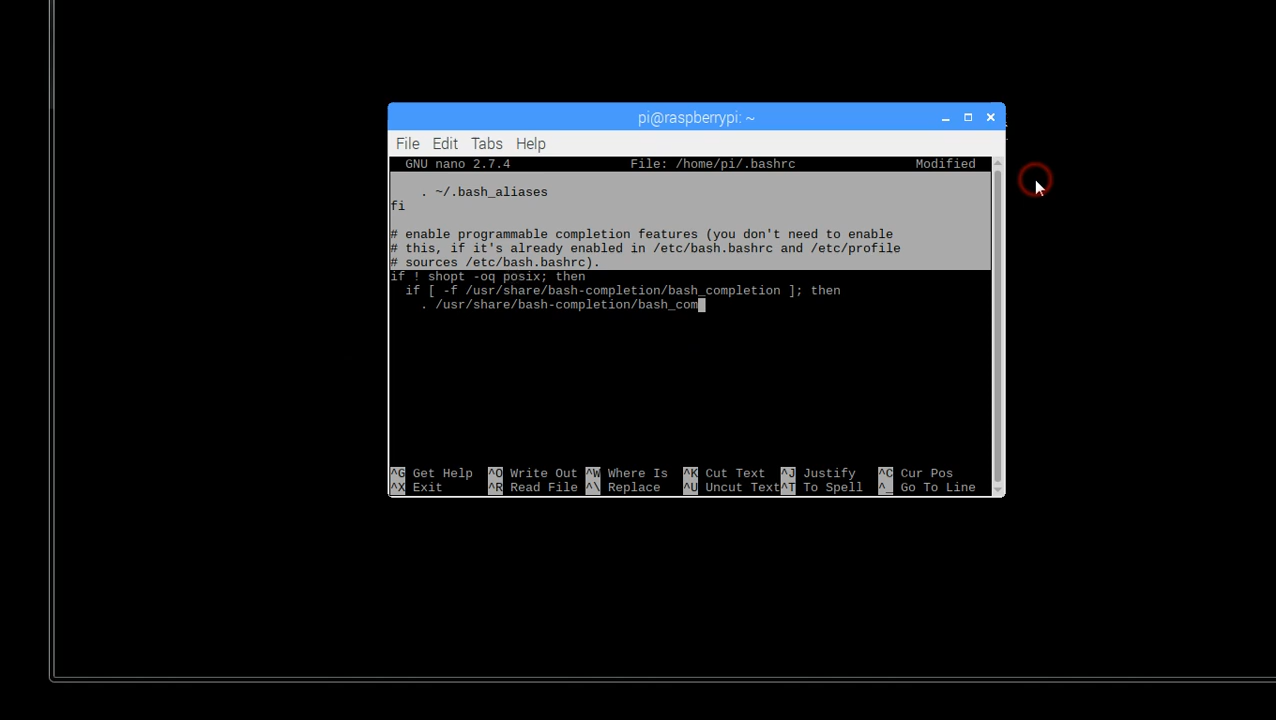 pi@raspberrypi: ~
File Edit Tabs Help
GNU nano 2.7.4 File: /home/pi/.bashrc Modified
. ~/.bash_aliases
fi
# enable programmable completion features (you don't need to enable
# this, if it's already enabled in /etc/bash.bashrc and /etc/profile
# sources /etc/bash.bashrc).
if ! shopt -oq posix; then
if [ -f /usr/share/bash-completion/bash_completion ]; then
. /usr/share/bash-completion/bash_com
^G Get Help ^O Write Out ^W Where Is ^K Cut Text ^J Justify ^C Cur Pos
^X Exit ^R Read File ^\ Replace ^U Uncut Text ^T To Spell ^_ Go To Line